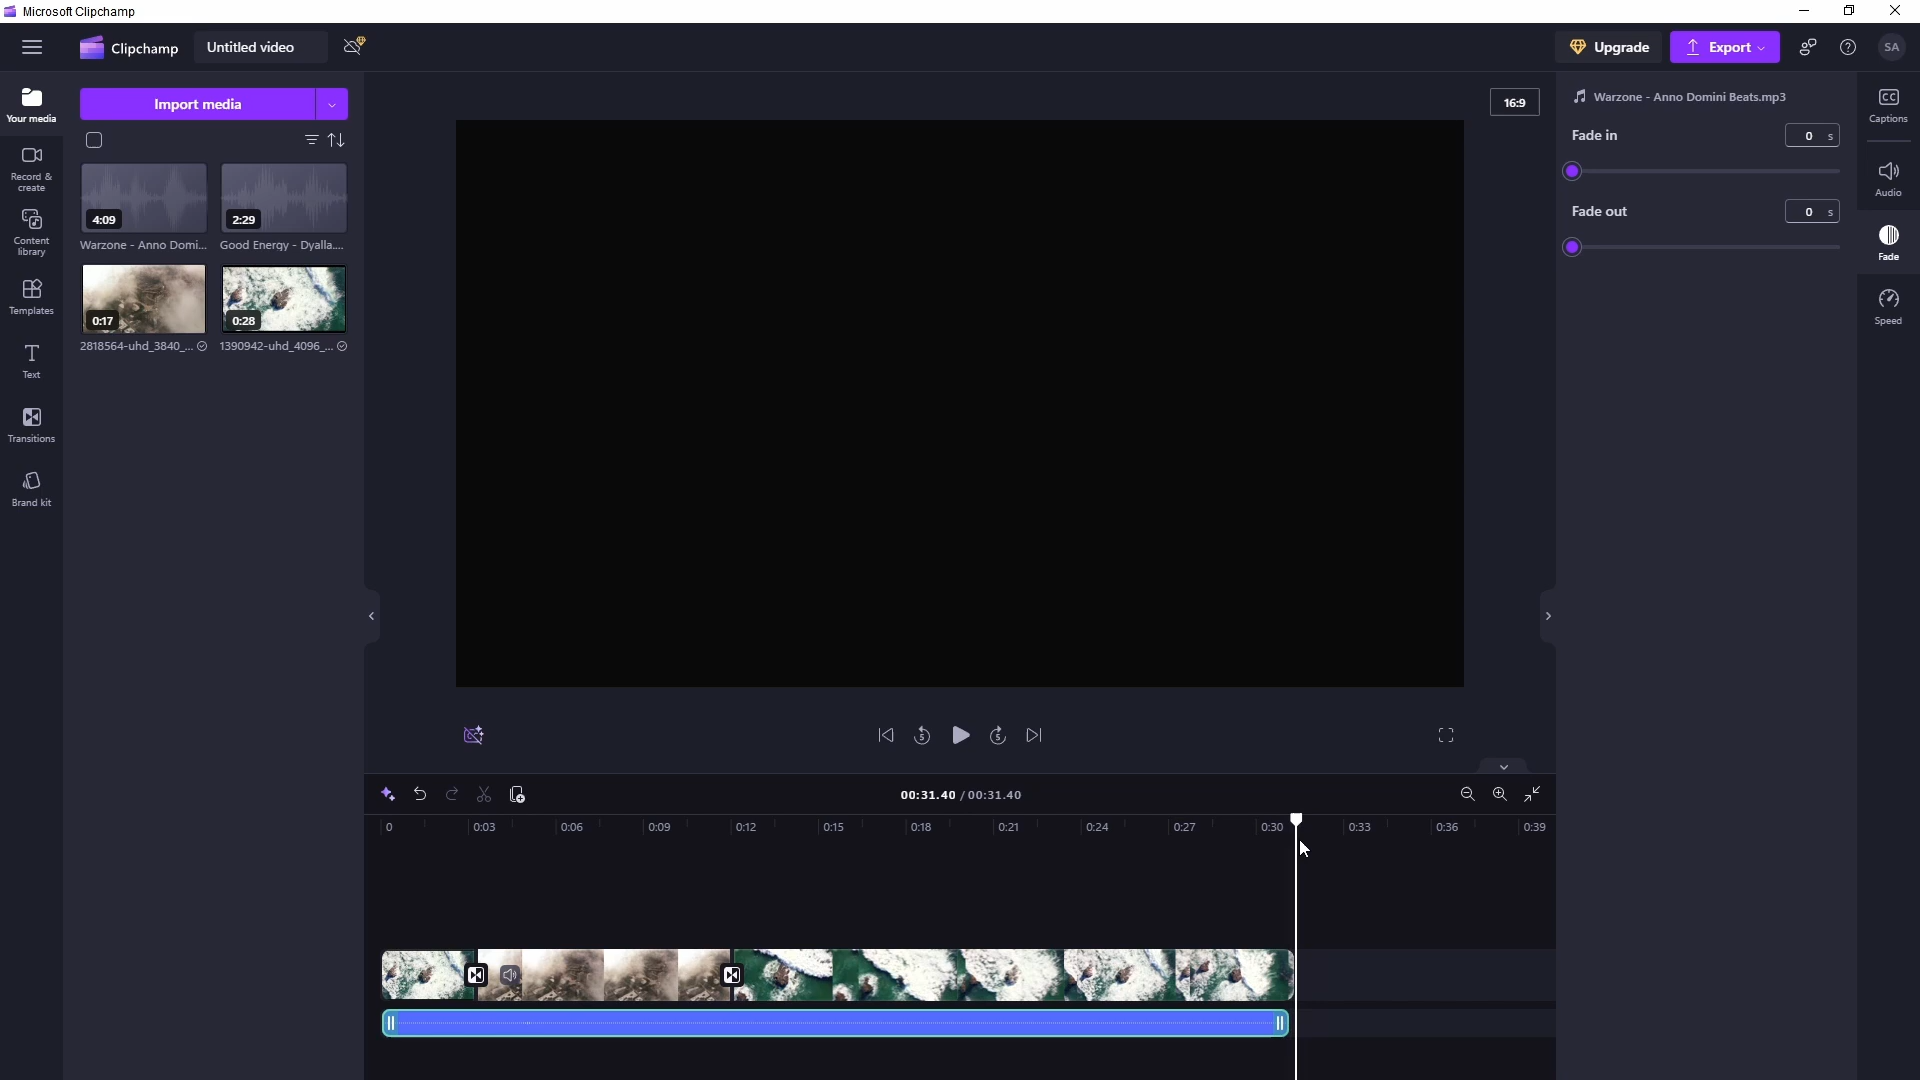 Microsoft Clipchamp
Clipchamp
Untitled video
Upgrade
Export
SA
Your media
Record &
create
Content
library
Templates
Text
Transitions
Brand kit
Import media
4:09
Warzone - Anno Domi...
2:29
Good Energy - Dyalla....
0:17
2818564-uhd_3840_...
0:28
1390942-uhd_4096_...
16:9
Warzone - Anno Domini Beats.mp3
Fade in
0 s
Fade out
0 s
CC
Captions
Audio
Fade
Speed
5
5
00:31.40 / 00:31.40
0
0:03
0:06
0:09
0:12
0:15
0:18
0:21
0:24
0:27
0:30
0:33
0:36
0:39